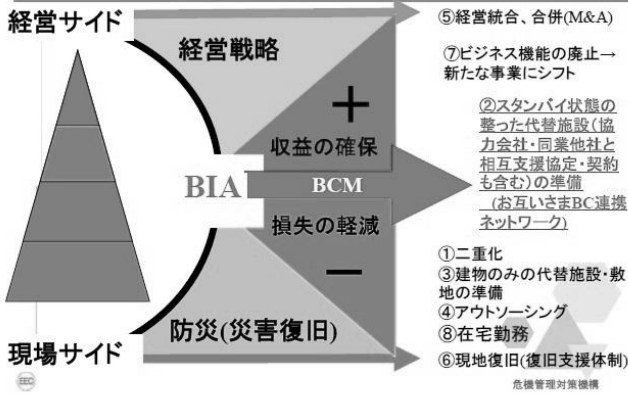 経営サイド
経営戦略
＋
収益の確保
BIA
BCM
損失の軽減
－
防災(災害復旧)
現場サイド
⑤経営統合、合併(M&A)
⑦ビジネス機能の廃止→
新たな事業にシフト
②スタンバイ状態の
整った代替施設(協
力会社・同業他社と
相互支援協定・契約
も含む)の準備
(お互いさまBC連携
ネットワーク)
①二重化
③建物のみの代替施設・敷
地の準備
④アウトソーシング
⑧在宅勤務
⑥現地復旧(復旧支援体制)
危機管理対策機構